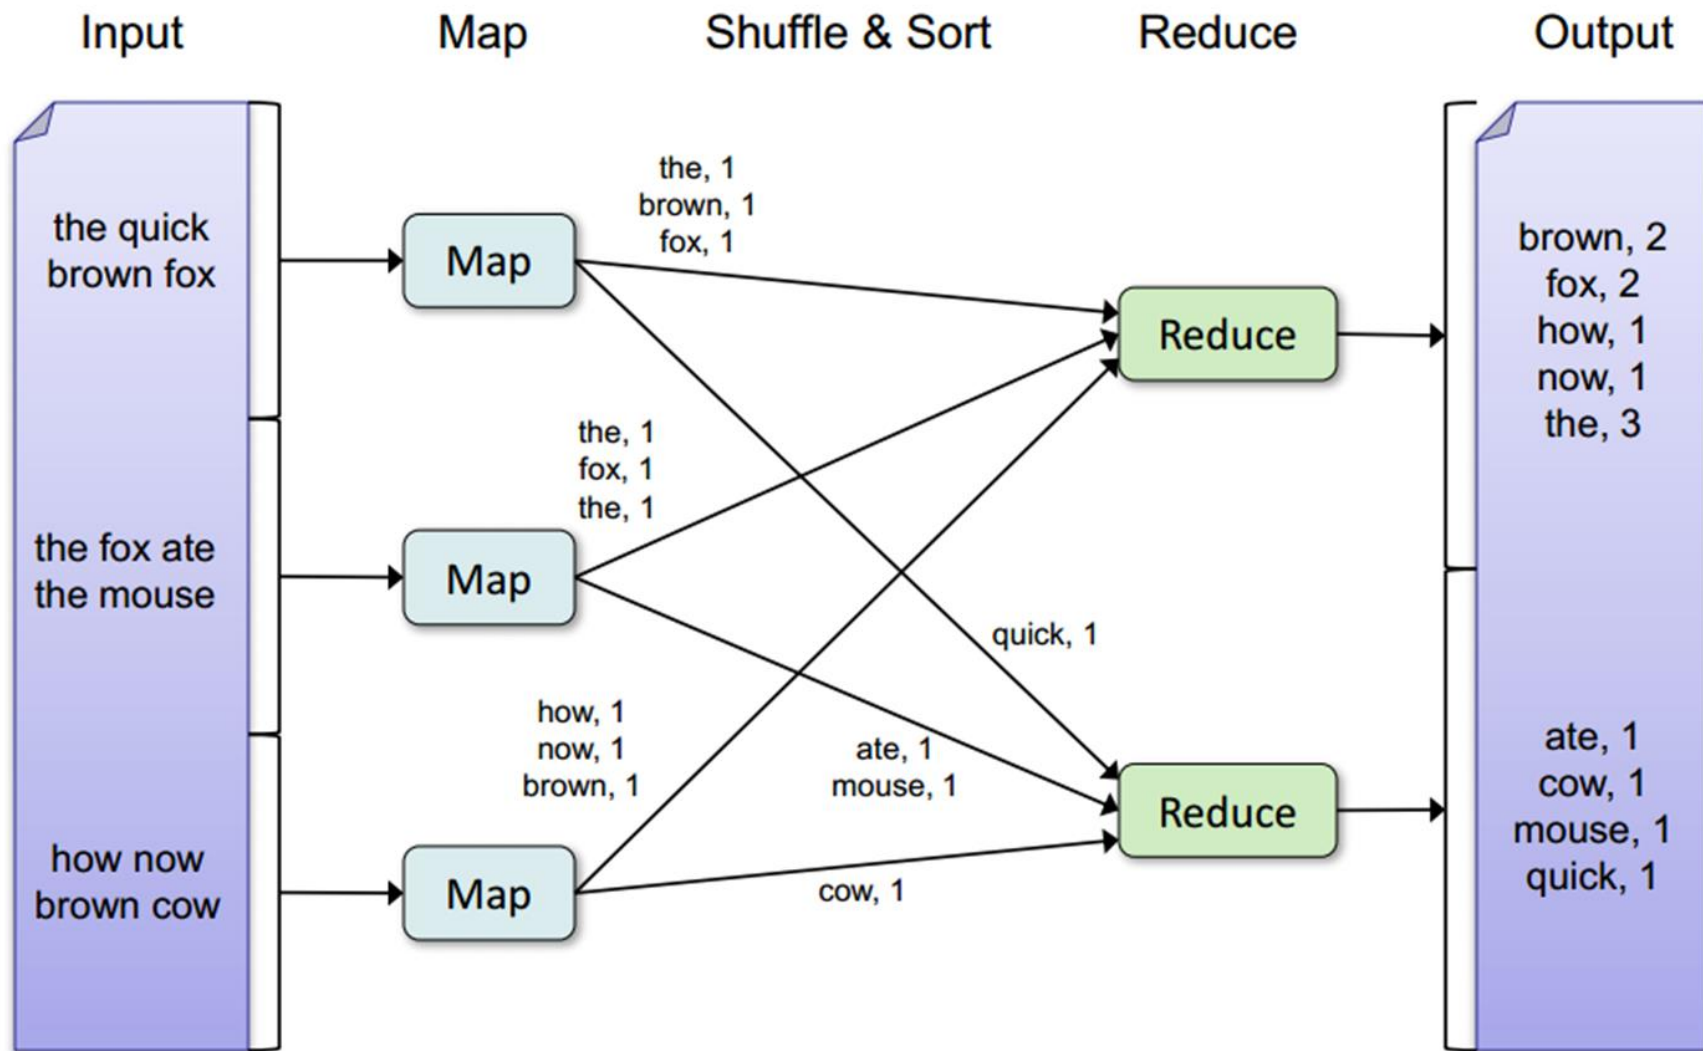 Input
Map
Shuffle & Sort
Reduce
Output
the quick
brown fox
the fox ate
the mouse
how now
brown cow
Map
Map
Map
the, 1
brown, 1
fox, 1
the, 1
fox, 1
the, 1
how, 1
now, 1
brown, 1
quick, 1
ate, 1
mouse, 1
cow, 1
Reduce
Reduce
brown, 2
fox, 2
how, 1
now, 1
the, 3
ate, 1
cow, 1
mouse, 1
quick, 1